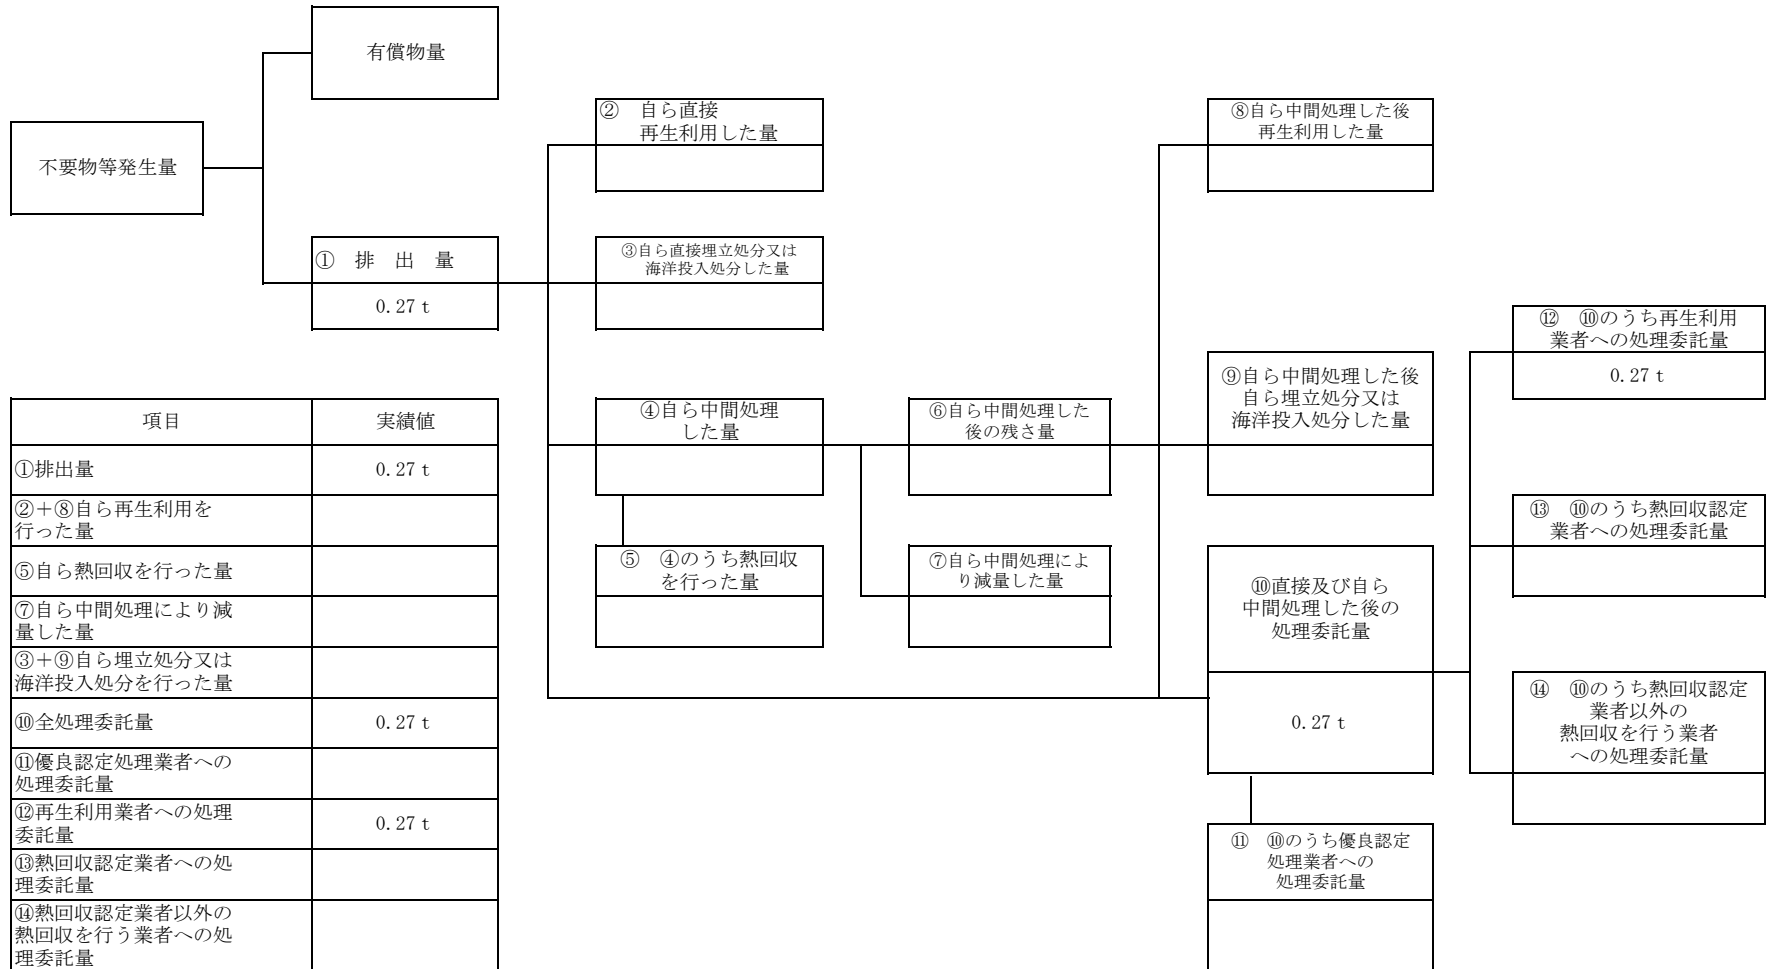 有償物量
不要物等発生量
① 排 出 量
0.27 t
② 自ら直接
再生利用した量
③自ら直接埋立処分又は
海洋投入処分した量
④自ら中間処理
した量
⑤ ④のうち熱回収
を行った量
⑥自ら中間処理した
後の残さ量
⑦自ら中間処理によ
り減量した量
⑧自ら中間処理した後
再生利用した量
⑨自ら中間処理した後
自ら埋立処分又は
海洋投入処分した量
⑩直接及び自ら
中間処理した後の
処理委託量
0.27 t
⑪ ⑩のうち優良認定
処理業者への
処理委託量
⑫ ⑩のうち再生利用
業者への処理委託量
0.27 t
⑬ ⑩のうち熱回収認定
業者への処理委託量
⑭ ⑩のうち熱回収認定
業者以外の
熱回収を行う業者
への処理委託量
項目 実績値
①排出量 0.27 t
②+⑧自ら再生利用を
行った量
⑤自ら熱回収を行った量
⑦自ら中間処理により減
量した量
③+⑨自ら埋立処分又は
海洋投入処分を行った量
⑩全処理委託量 0.27 t
⑪優良認定処理業者への
処理委託量
⑫再生利用業者への処理
委託量 0.27 t
⑬熱回収認定業者への処
理委託量
⑭熱回収認定業者以外の
熱回収を行う業者への処
理委託量